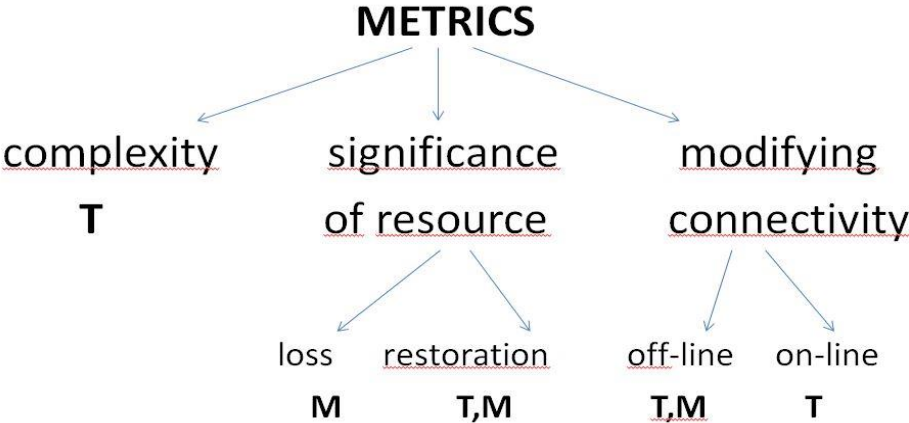 METRICS
complexity
T
significance
of resource
modifying
connectivity
loss
M
restoration
T,M
off-line
T,M
on-line
T